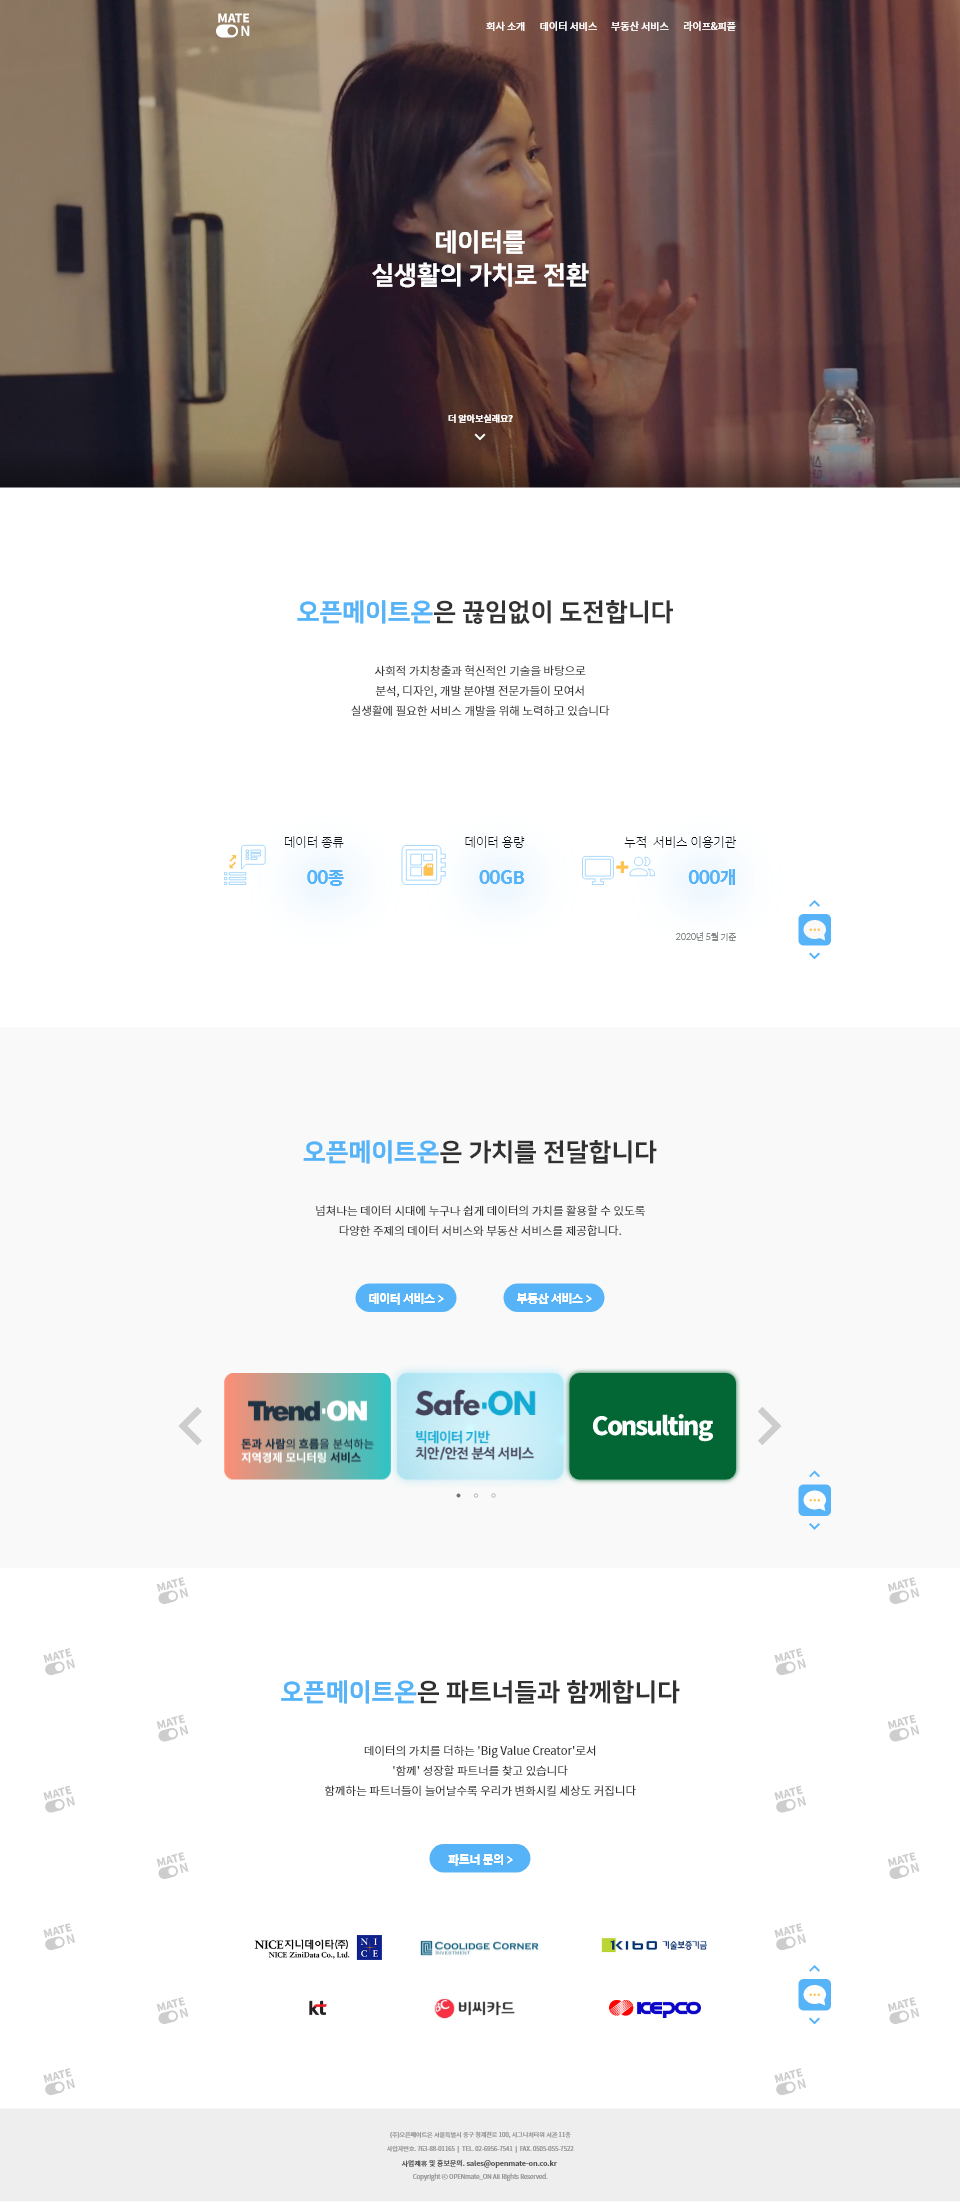 MATE
ON
회사 소개 데이터 서비스 부동산 서비스 라이프&피플
데이터를
실생활의 가치로 전환
더 알아보실래요?
오픈메이트온은 끊임없이 도전합니다
사회적 가치창출과 혁신적인 기술을 바탕으로
분석, 디자인, 개발 분야별 전문가들이 모여서
실생활에 필요한 서비스 개발을 위해 노력하고 있습니다
데이터 종류 데이터 용량 누적 서비스 이용기관
00종 00GB 000개
2020년 5월 기준
오픈메이트온은 가치를 전달합니다
넘쳐나는 데이터 시대에 누구나 쉽게 데이터의 가치를 활용할 수 있도록
다양한 주제의 데이터 서비스와 부동산 서비스를 제공합니다.
데이터 서비스 > 부동산 서비스 >
Trend·ON
돈과 사람의 흐름을 분석하는
지역경제 모니터링 서비스
Safe·ON
빅데이터 기반
치안/안전 분석 서비스
Consulting
오픈메이트온은 파트너들과 함께합니다
데이터의 가치를 더하는 'Big Value Creator'로서
'함께' 성장할 파트너를 찾고 있습니다
함께하는 파트너들이 늘어날수록 우리가 변화시킬 세상도 커집니다
파트너 문의 >
NICE지니데이타(주)
NICE ZiniData Co., Ltd.
NICE
COOLIDGE CORNER
INVESTMENT
KIBO 기술보증기금
kt 비씨카드 KEPCO
(주)오픈메이트온 서울특별시 중구 청계천로 100, 시그니쳐타워 서관 11층
사업자번호. 763-88-01165 | TEL. 02-6956-7541 | FAX. 0505-055-7522
사업제휴 및 홍보문의. sales@openmate-on.co.kr
Copyright ⓒ OPENmate_ON All Rights Reserved.